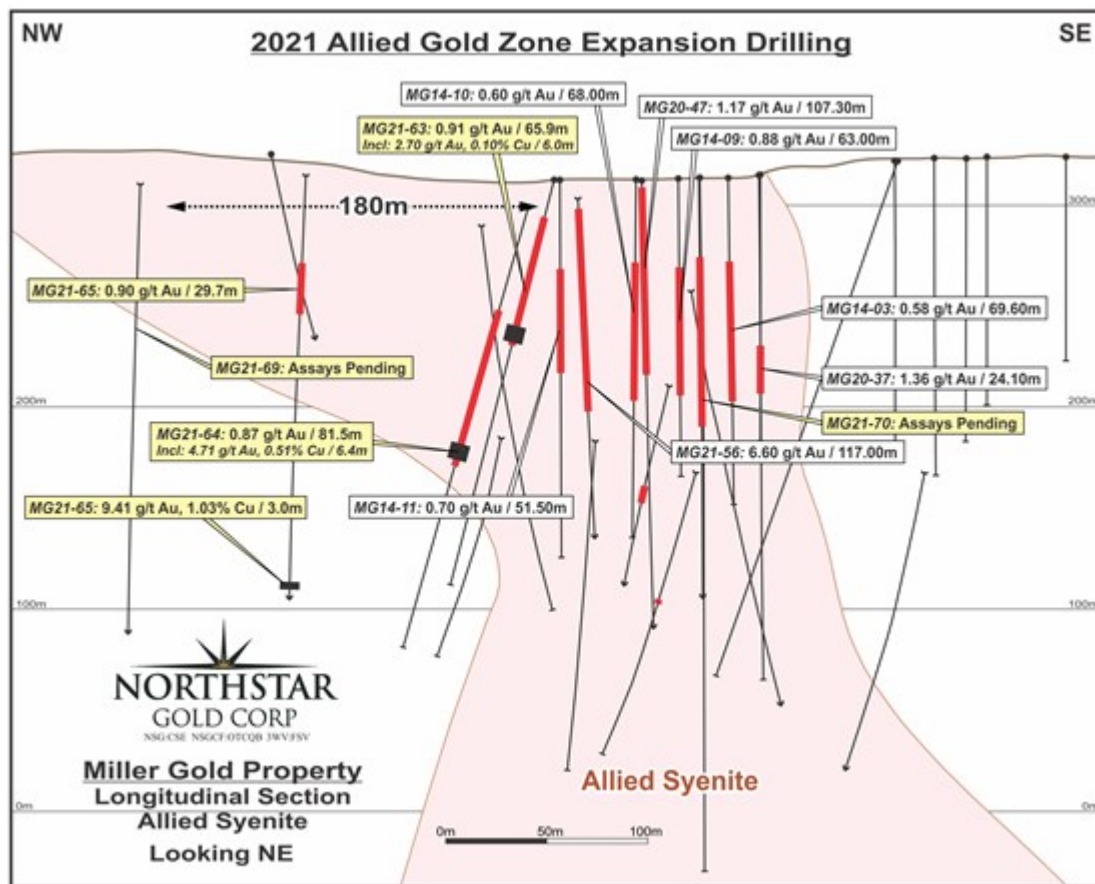 NW
SE
2021 Allied Gold Zone Expansion Drilling
MG14-10: 0.60 g/t Au / 68.00m
MG20-47: 1.17 g/t Au / 107.30m
MG21-63: 0.91 g/t Au / 65.9m
Incl: 2.70 g/t Au, 0.10% Cu / 6.0m
MG14-09: 0.88 g/t Au / 63.00m
180m
300m
MG21-65: 0.90 g/t Au / 29.7m
MG14-03: 0.58 g/t Au / 69.60m
MG21-69: Assays Pending
MG20-37: 1.36 g/t Au / 24.10m
200m
200m
MG21-70: Assays Pending
MG21-64: 0.87 g/t Au / 81.5m
Incl: 4.71 g/t Au, 0.51% Cu / 6.4m
MG21-56: 6.60 g/t Au / 117.00m
MG21-65: 9.41 g/t Au, 1.03% Cu / 3.0m
MG14-11: 0.70 g/t Au / 51.50m
100m
100m
NORTHSTAR
GOLD CORP
NSG:CSE NSGCF:OTCQB 3WV:FSV
Miller Gold Property
Longitudinal Section
Allied Syenite
Looking NE
Allied Syenite
0m
0m
0m
50m
100m